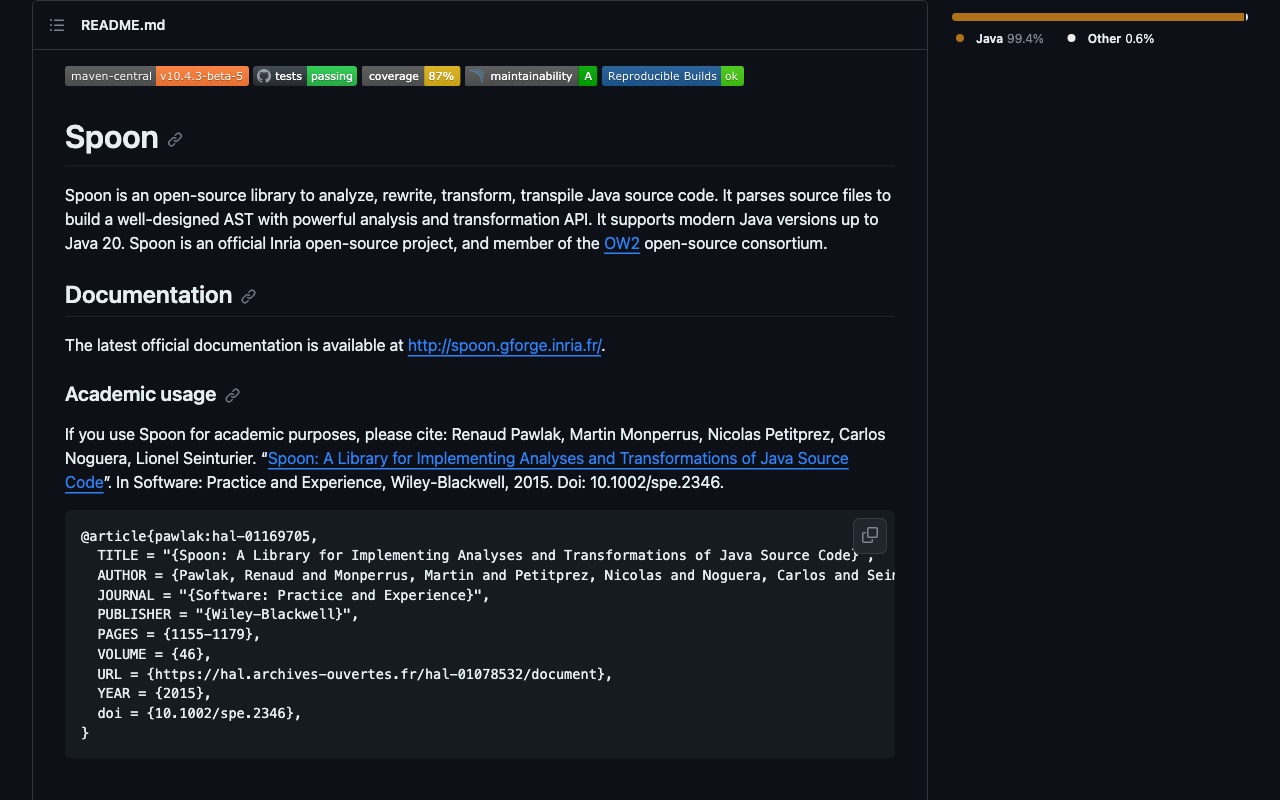 README.md
Java 99.4% Other 0.6%
maven-central v10.4.3-beta-5 tests passing coverage 87% maintainability A Reproducible Builds ok
Spoon
Spoon is an open-source library to analyze, rewrite, transform, transpile Java source code. It parses source files to
build a well-designed AST with powerful analysis and transformation API. It supports modern Java versions up to
Java 20. Spoon is an official Inria open-source project, and member of the OW2 open-source consortium.
Documentation
The latest official documentation is available at http://spoon.gforge.inria.fr/.
Academic usage
If you use Spoon for academic purposes, please cite: Renaud Pawlak, Martin Monperrus, Nicolas Petitprez, Carlos
Noguera, Lionel Seinturier. “Spoon: A Library for Implementing Analyses and Transformations of Java Source
Code”. In Software: Practice and Experience, Wiley-Blackwell, 2015. Doi: 10.1002/spe.2346.
@article{pawlak:hal-01169705,
  TITLE = "{Spoon: A Library for Implementing Analyses and Transformations of Java Source Code}",
  AUTHOR = {Pawlak, Renaud and Monperrus, Martin and Petitprez, Nicolas and Noguera, Carlos and
  JOURNAL = "{Software: Practice and Experience}",
  PUBLISHER = "{Wiley-Blackwell}",
  PAGES = {1155-1179},
  VOLUME = {46},
  URL = {https://hal.archives-ouvertes.fr/hal-01078532/document},
  YEAR = {2015},
  doi = {10.1002/spe.2346},
}